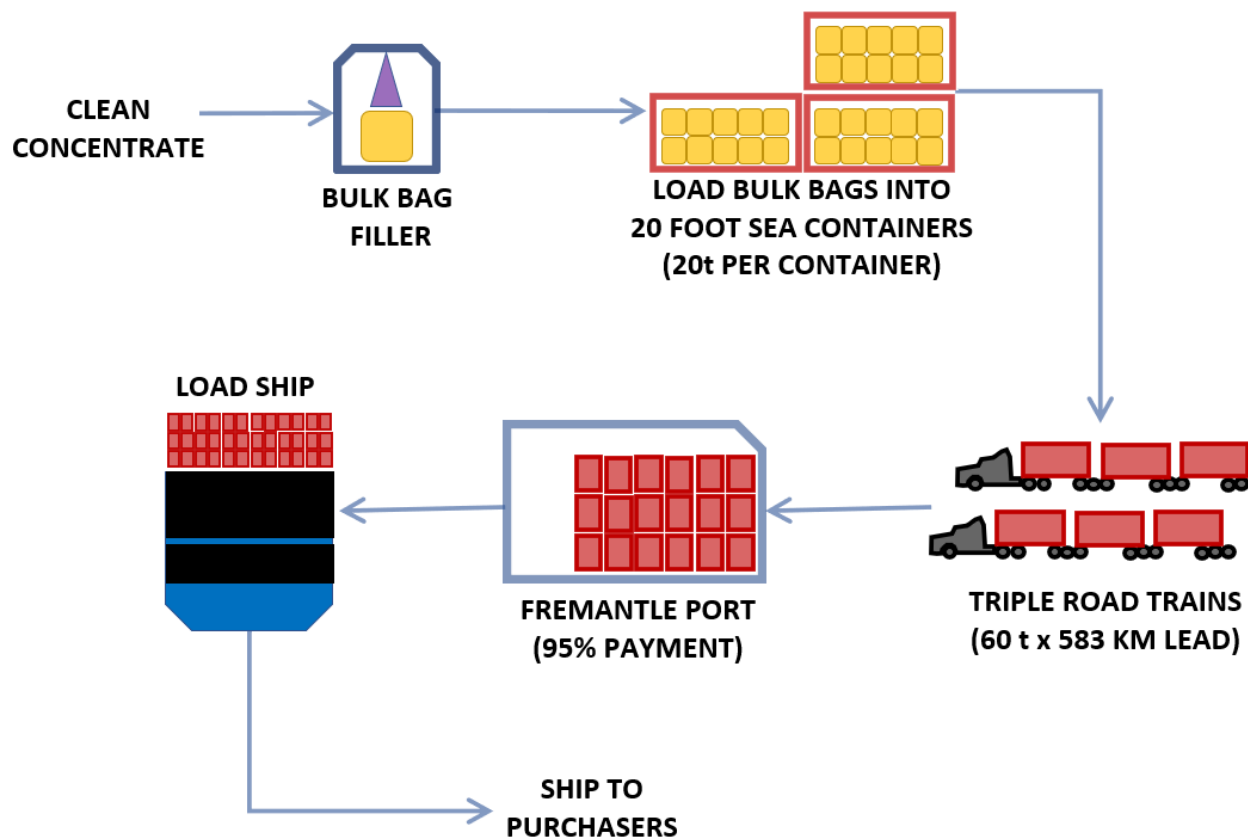 CLEAN
CONCENTRATE
BULK BAG
FILLER
LOAD BULK BAGS INTO
20 FOOT SEA CONTAINERS
(20t PER CONTAINER)
LOAD SHIP
FREMANTLE PORT
(95% PAYMENT)
TRIPLE ROAD TRAINS
(60 t x 583 KM LEAD)
SHIP TO
PURCHASERS